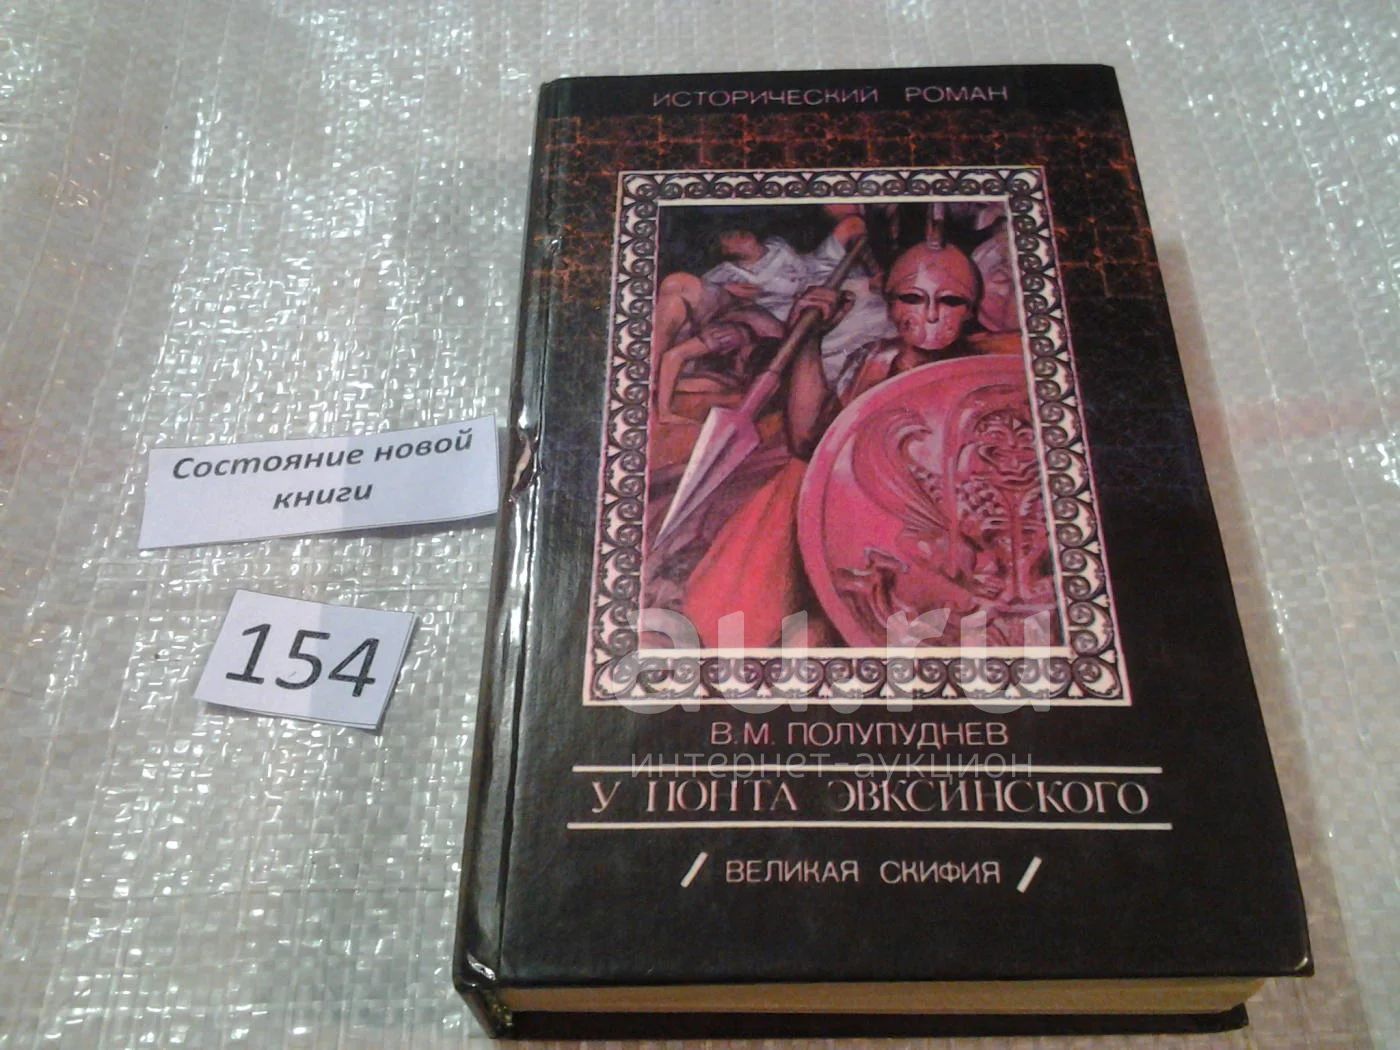 ИСТОРИЧЕСКИЙ РОМАН
Состояние новой
книги
154
au.ru
В.М. ПОЛУПУДНЕВ
интернет-аукцион
У ПОНТА ЭВКСИНСКОГО
/ ВЕЛИКАЯ СКИФИЯ /